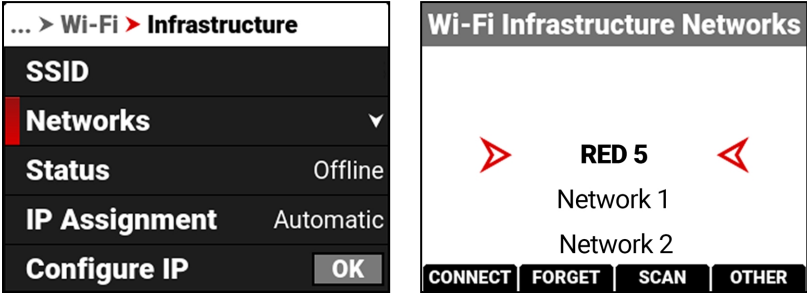 ... > Wi-Fi > Infrastructure
SSID
Networks
Status Offline
IP Assignment Automatic
Configure IP OK
Wi-Fi Infrastructure Networks
RED 5
Network 1
Network 2
CONNECT FORGET SCAN OTHER